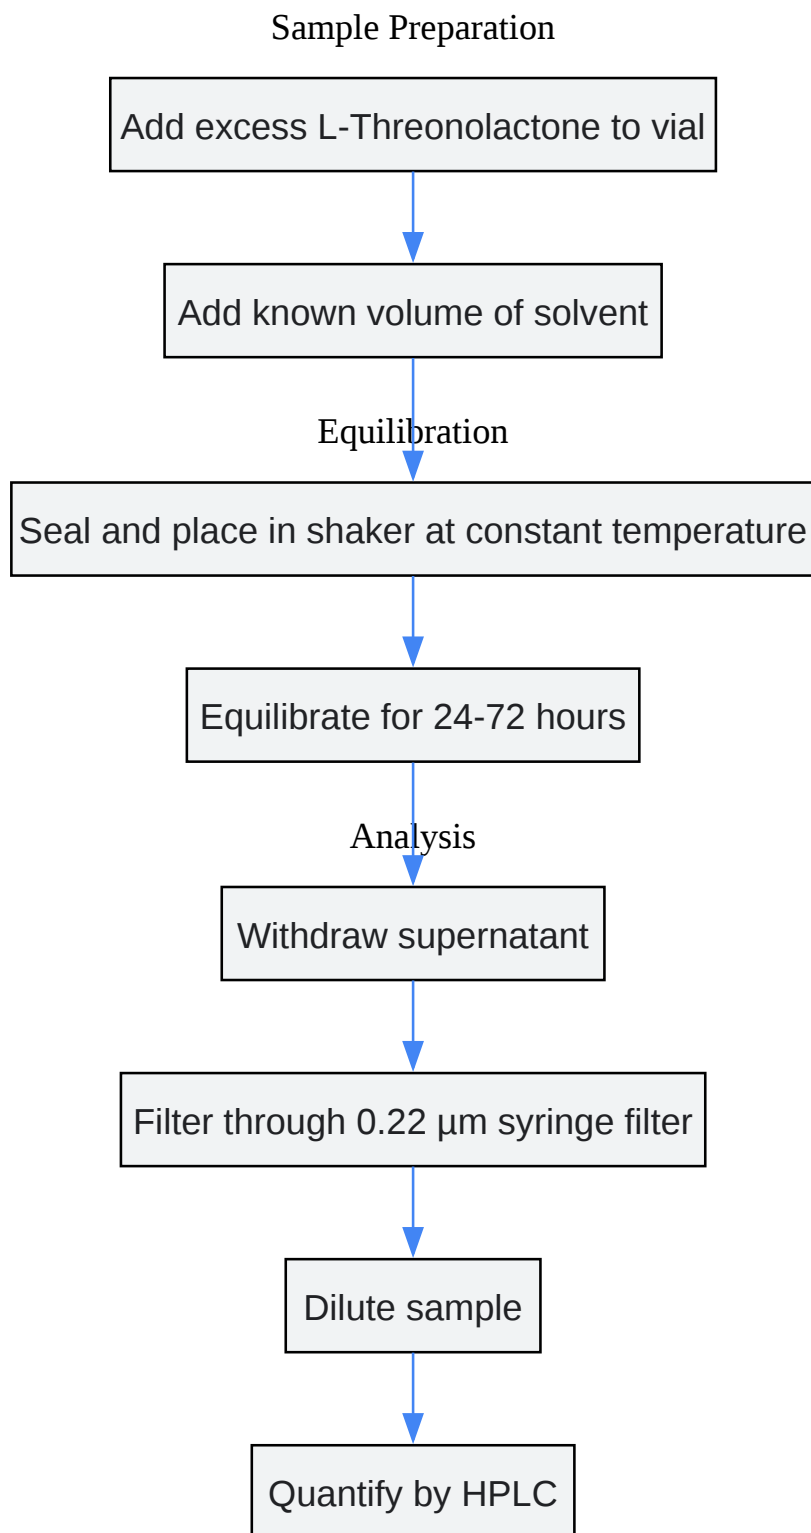 Sample Preparation
Add excess L-Threonolactone to vial
Add known volume of solvent
Equilibration
Seal and place in shaker at constant temperature
Equilibrate for 24-72 hours
Analysis
Withdraw supernatant
Filter through 0.22 µm syringe filter
Dilute sample
Quantify by HPLC